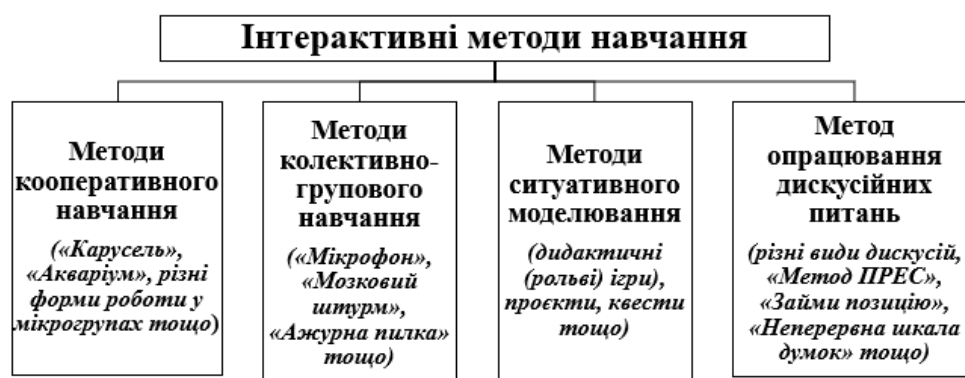 Інтерактивні методи навчання
Методи
кооперативного
навчання
(«Карусель»,
«Акваріум», різні
форми роботи у
мікрогрупах тощо)
Методи
колективно-
групового
навчання
(«Мікрофон»,
«Мозковий
штурм»,
«Ажурна пилка»
тощо)
Методи
ситуативного
моделювання
(дидактичні
(рольві) ігри),
проєкти, квести
тощо)
Метод
опрацювання
дискусійних
питань
(різні види дискусій,
«Метод ПРЕС»,
«Займи позицію»,
«Неперервна шкала
думок» тощо)